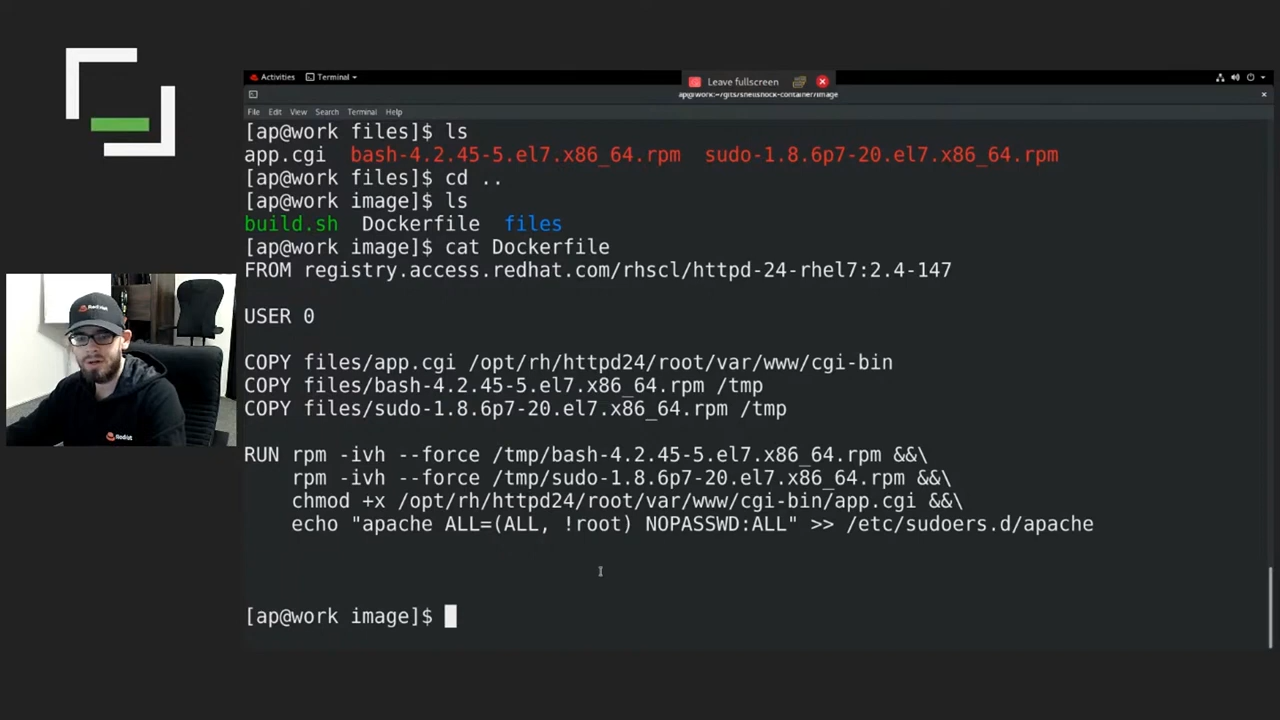 Activities Terminal
Leave fullscreen
ap@work:~/gits/shellshock-container/image
File Edit View Search Terminal Help
[ap@work files]$ ls
app.cgi bash-4.2.45-5.el7.x86_64.rpm sudo-1.8.6p7-20.el7.x86_64.rpm
[ap@work files]$ cd ..
[ap@work image]$ ls
build.sh Dockerfile files
[ap@work image]$ cat Dockerfile
FROM registry.access.redhat.com/rhscl/httpd-24-rhel7:2.4-147
USER 0
COPY files/app.cgi /opt/rh/httpd24/root/var/www/cgi-bin
COPY files/bash-4.2.45-5.el7.x86_64.rpm /tmp
COPY files/sudo-1.8.6p7-20.el7.x86_64.rpm /tmp
RUN rpm -ivh --force /tmp/bash-4.2.45-5.el7.x86_64.rpm &&\
rpm -ivh --force /tmp/sudo-1.8.6p7-20.el7.x86_64.rpm &&\
chmod +x /opt/rh/httpd24/root/var/www/cgi-bin/app.cgi &&\
echo "apache ALL=(ALL, !root) NOPASSWD:ALL" >> /etc/sudoers.d/apache
[ap@work image]$
Red Hat
Red Hat